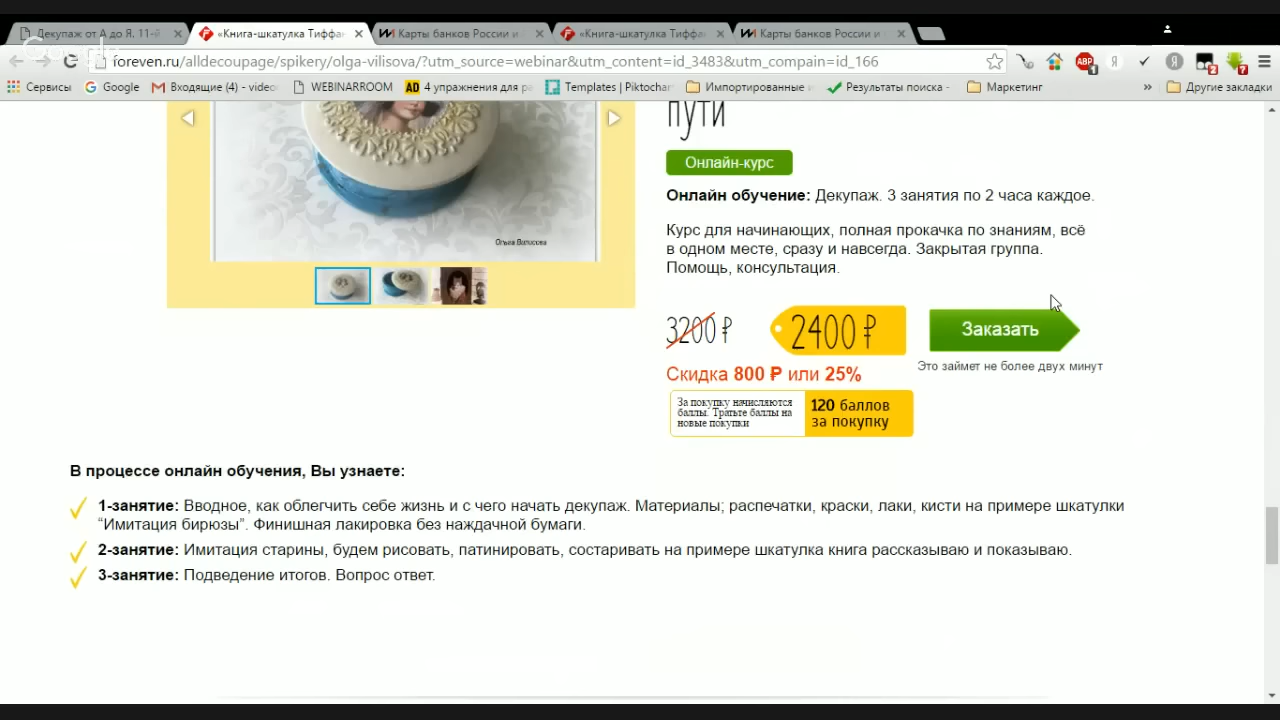 Декупаж от А до Я. 11-й
«Книга-шкатулка Тиффан
Карты банков России и
«Книга-шкатулка Тиффа
Карты банков России и
foreven.ru/alldecoupage/spikery/olga-vilisova/?utm_source=webinar&utm_content=id_3483&utm_compain=id_166
Сервисы
Google
Входящие (4) - video
WEBINARROOM
4 упражнения для ра
Templates | Piktochar
Импортированные
Результаты поиска -
Маркетинг
»
Другие закладки
пути
Онлайн-курс
Онлайн обучение: Декупаж. 3 занятия по 2 часа каждое.
Курс для начинающих, полная прокачка по знаниям, всё
в одном месте, сразу и навсегда. Закрытая группа.
Помощь, консультация.
Ольга Вилисова
3200 ₽
2400 ₽
Заказать
Это займет не более двух минут
Скидка 800 ₽ или 25%
За покупку начисляются
баллы. Тратьте баллы на
новые покупки
120 баллов
за покупку
В процессе онлайн обучения, Вы узнаете:
1-занятие: Вводное, как облегчить себе жизнь и с чего начать декупаж. Материалы; распечатки, краски, лаки, кисти на примере шкатулки
“Имитация бирюзы”. Финишная лакировка без наждачной бумаги.
2-занятие: Имитация старины, будем рисовать, патинировать, состаривать на примере шкатулка книга рассказываю и показываю.
3-занятие: Подведение итогов. Вопрос ответ.